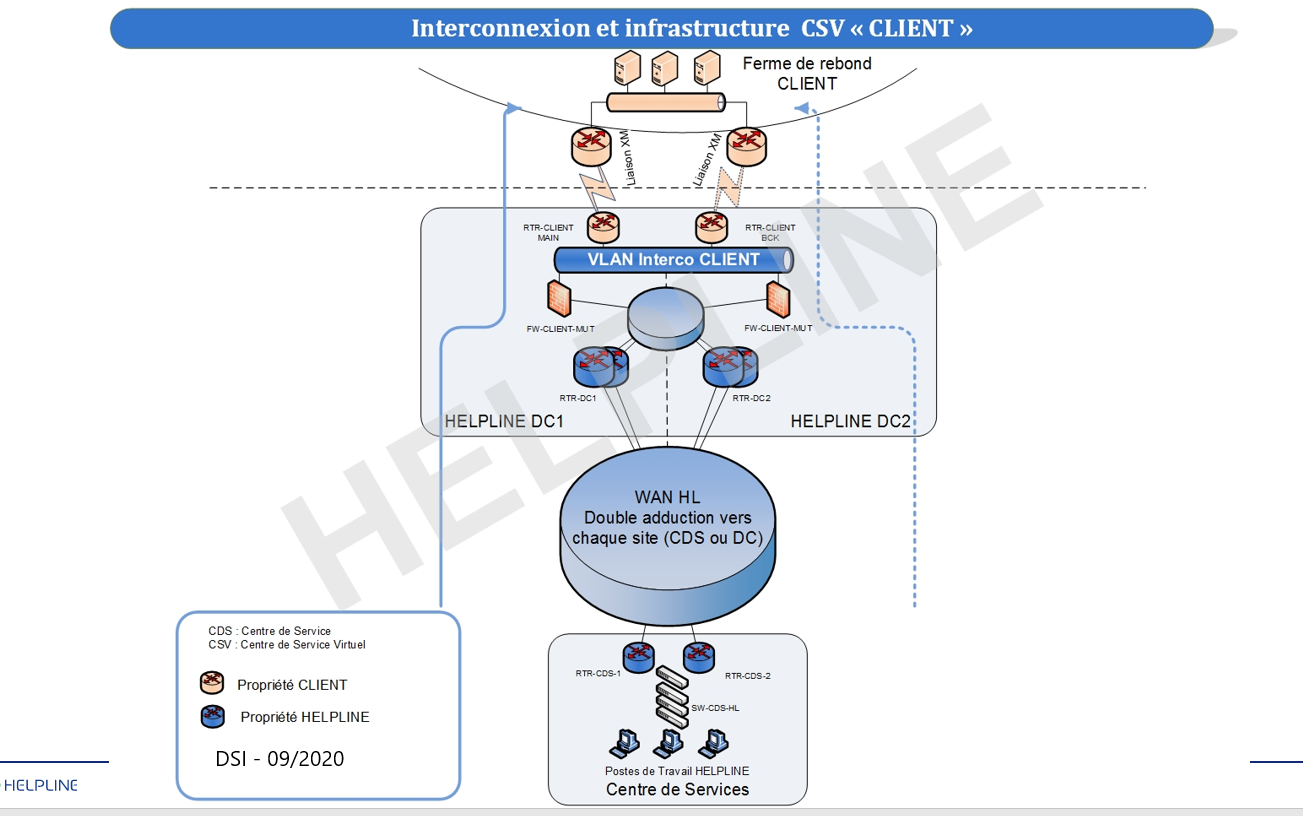 Interconnexion et infrastructure CSV « CLIENT »
Ferme de rebond
CLIENT
Liaison XM
Liaison XM
RTR-CLIENT
MAIN
RTR-CLIENT
BCK
VLAN Interco CLIENT
FW-CLIENT-MUT
FW-CLIENT-MUT
RTR-DC1
RTR-DC2
HELPLINE DC1
HELPLINE DC2
HELPLINE
WAN HL
Double adduction vers
chaque site (CDS ou DC)
CDS : Centre de Service
CSV : Centre de Service Virtuel
Propriété CLIENT
Propriété HELPLINE
DSI - 09/2020
RTR-CDS-1
RTR-CDS-2
SW-CDS-HL
Postes de Travail HELPLINE
Centre de Services
HELPLINE